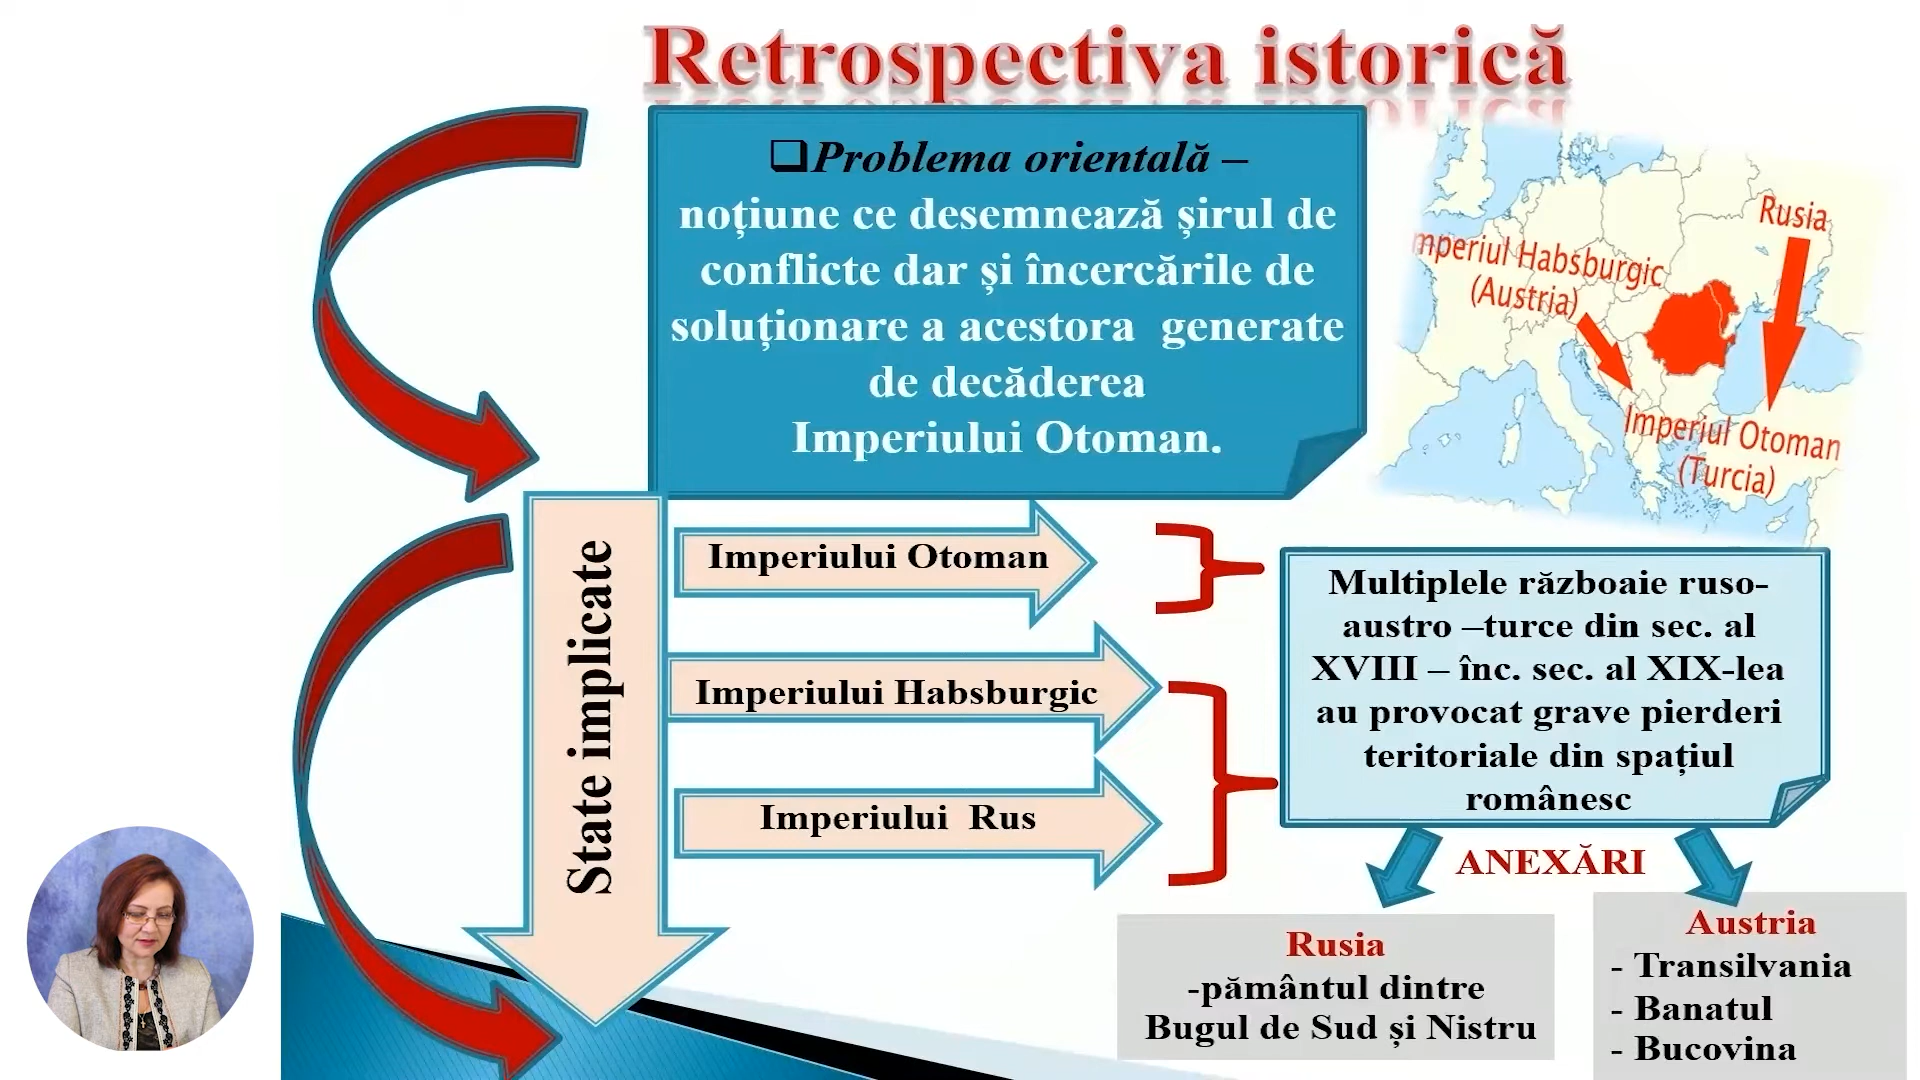 Retrospectiva istorică
❑Problema orientală –
noțiune ce desemnează șirul de
conflicte dar și încercările de
soluționare a acestora generate
de decăderea
Imperiului Otoman.
Rusia
mperiul Habsburgic
(Austria)
Imperiul Otoman
(Turcia)
State implicate
Imperiului Otoman
Imperiului Habsburgic
Imperiului Rus
Multiplele războaie ruso-
austro –turce din sec. al
XVIII – înc. sec. al XIX-lea
au provocat grave pierderi
teritoriale din spațiul
românesc
ANEXĂRI
Rusia
-pământul dintre
Bugul de Sud și Nistru
Austria
- Transilvania
- Banatul
- Bucovina